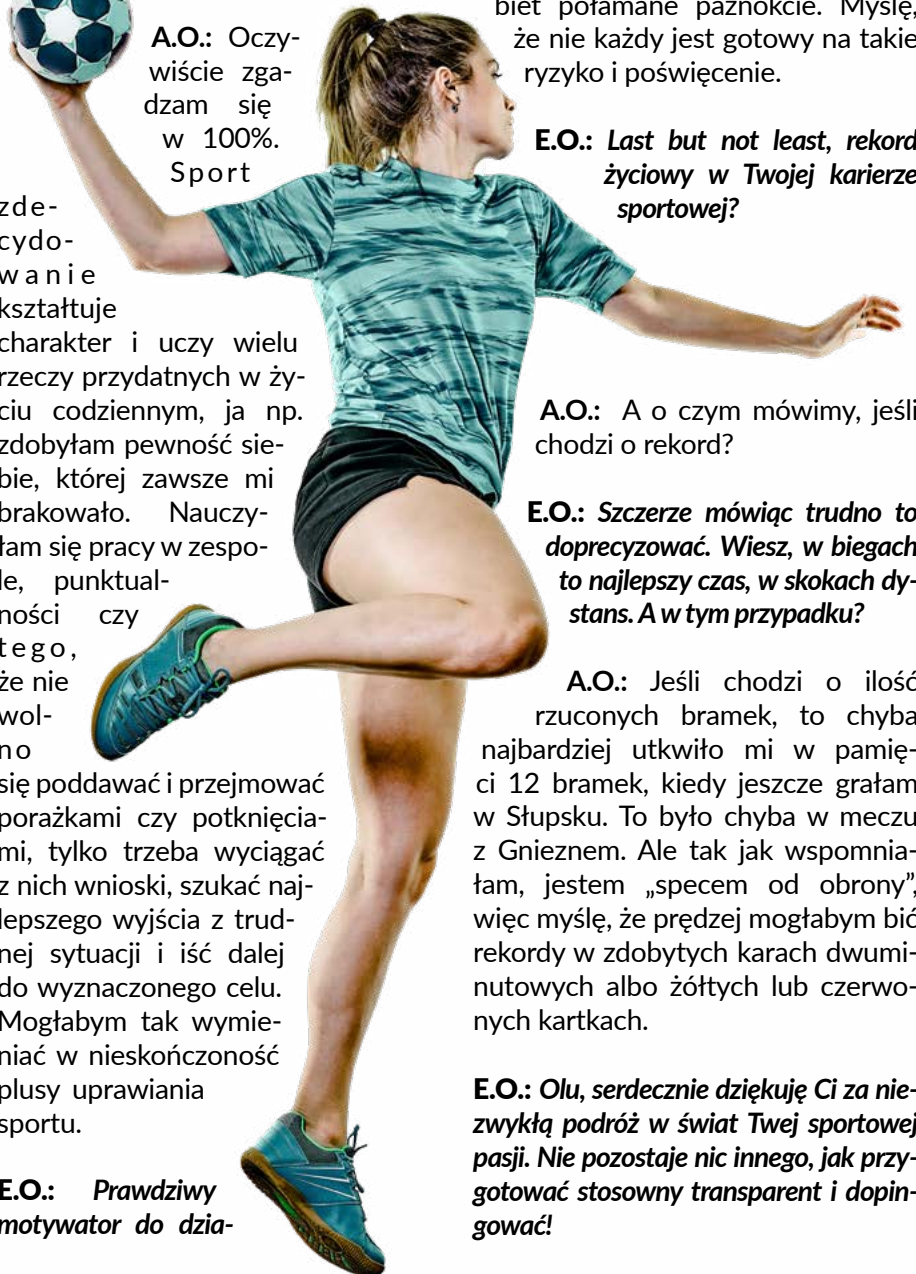 A.O.: Oczy-
wiście zga-
dzam się
w 100%.
Sport
zde-
cydo-
wanie
kształtuje
charakter i uczy wielu
rzeczy przydatnych w ży-
ciu codziennym, ja np.
zdobyłam pewność sie-
bie, której zawsze mi
brakowało. Nauczy-
łam się pracy w zespo-
le, punktual-
ności czy
tego,
że nie
wol-
no
się poddawać i przejmować
porażkami czy potknięcia-
mi, tylko trzeba wyciągać
z nich wnioski, szukać naj-
lepszego wyjścia z trud-
nej sytuacji i iść dalej
do wyznaczonego celu.
Mogłabym tak wymie-
niać w nieskończoność
plusy uprawiania
sportu.
E.O.: Prawdziwy
motywator do dzia-
biet połamane paznokcie. Myślę,
że nie każdy jest gotowy na takie
ryzyko i poświęcenie.
E.O.: Last but not least, rekord
życiowy w Twojej karierze
sportowej?
A.O.: A o czym mówimy, jeśli
chodzi o rekord?
E.O.: Szczerze mówiąc trudno to
doprecyzować. Wiesz, w biegach
to najlepszy czas, w skokach dy-
stans. A w tym przypadku?
A.O.: Jeśli chodzi o ilość
rzuconych bramek, to chyba
najbardziej utkwiło mi w pamię-
ci 12 bramek, kiedy jeszcze grałam
w Słupsku. To było chyba w meczu
z Gnieznem. Ale tak jak wspomnia-
łam, jestem „specem od obrony”,
więc myślę, że prędzej mogłabym bić
rekordy w zdobytych karach dwumi-
nutowych albo żółtych lub czerwo-
nych kartkach.
E.O.: Olu, serdecznie dziękuję Ci za nie-
zwykłą podróż w świat Twej sportowej
pasji. Nie pozostaje nic innego, jak przy-
gotować stosowny transparent i dopin-
gować!